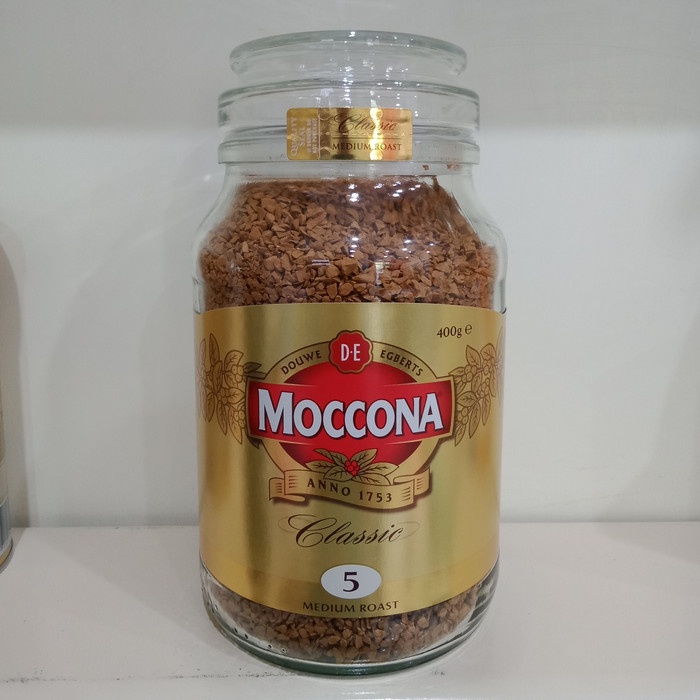 Classic
MEDIUM ROAST
400g ℮
DOUWE D·E EGBERTS
MOCCONA
ANNO 1753
Classic
5
MEDIUM ROAST